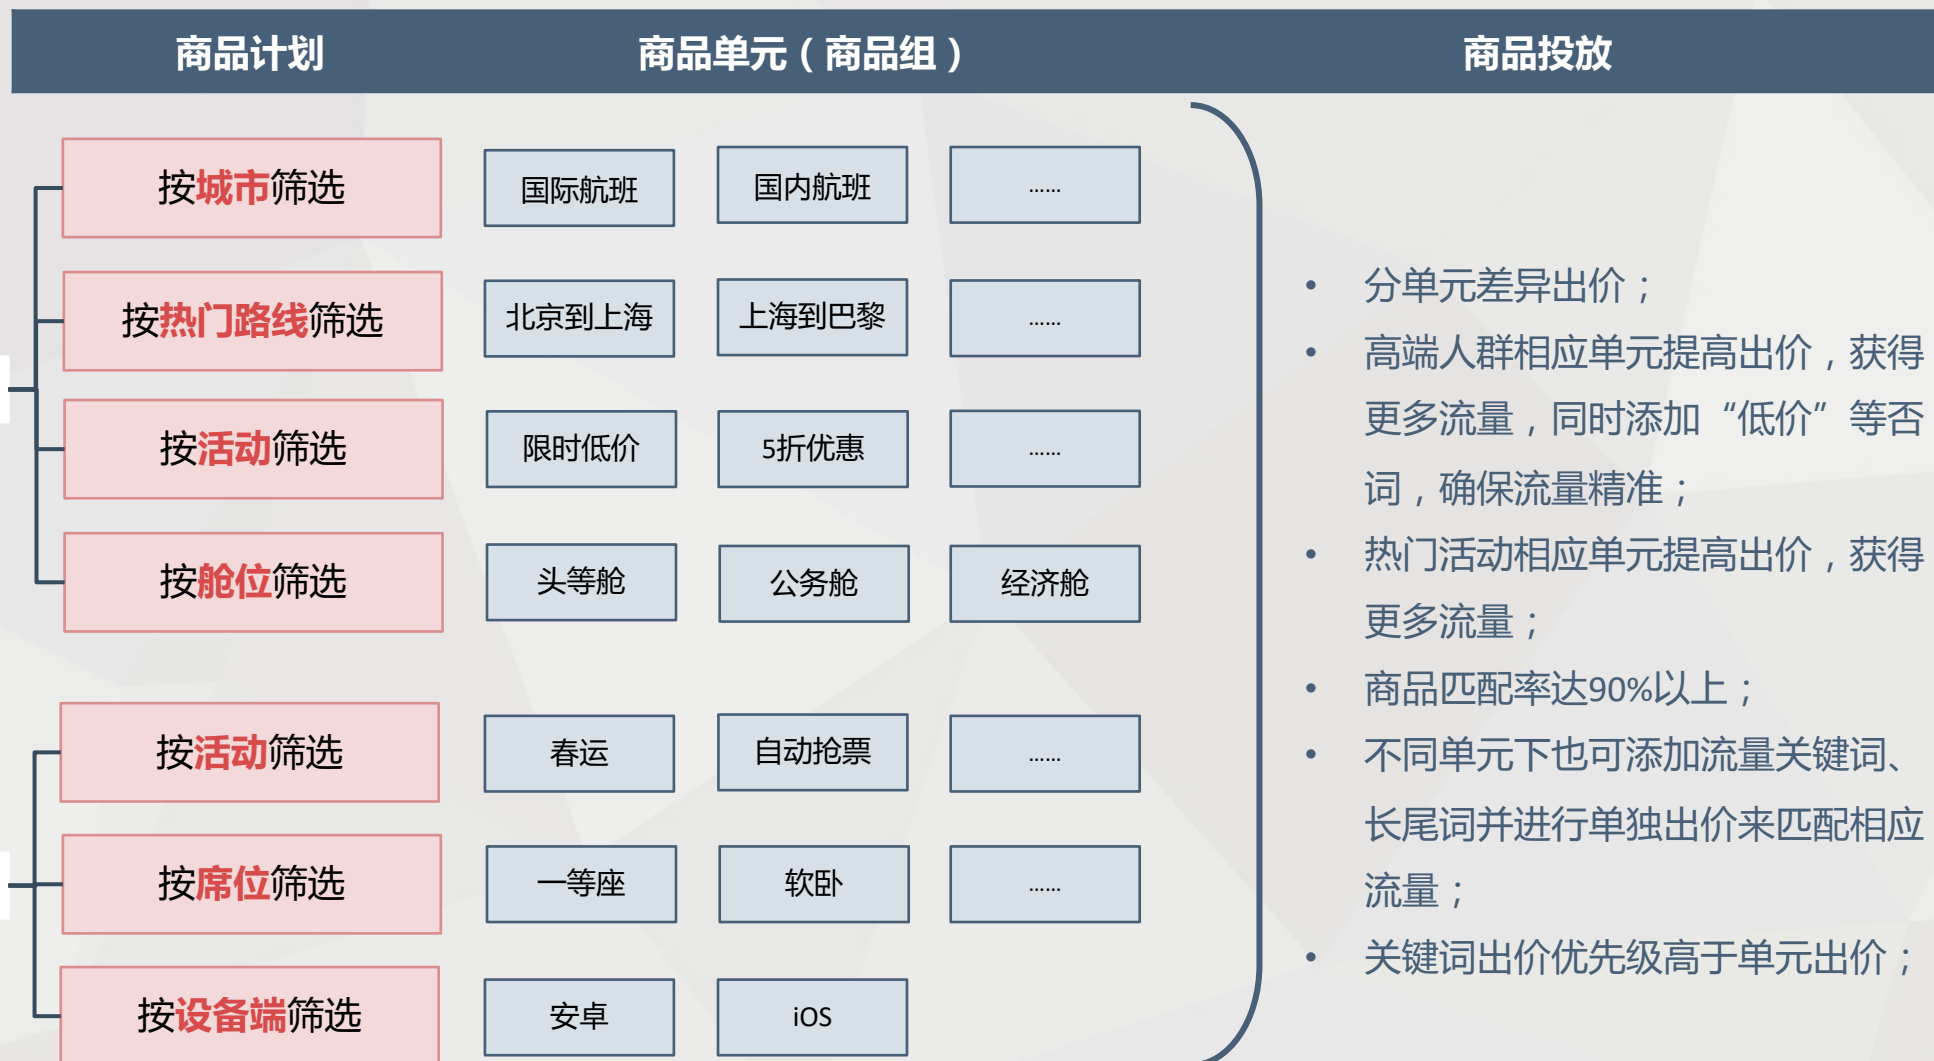 商品计划 商品单元（商品组） 商品投放
按城市筛选 国际航班 国内航班 ......
按热门路线筛选 北京到上海 上海到巴黎 ......
按活动筛选 限时低价 5折优惠 ......
按舱位筛选 头等舱 公务舱 经济舱
按活动筛选 春运 自动抢票 ......
按席位筛选 一等座 软卧 ......
按设备端筛选 安卓 iOS
• 分单元差异出价；
• 高端人群相应单元提高出价，获得
更多流量，同时添加“低价”等否
词，确保流量精准；
• 热门活动相应单元提高出价，获得
更多流量；
• 商品匹配率达90%以上；
• 不同单元下也可添加流量关键词、
长尾词并进行单独出价来匹配相应
流量；
• 关键词出价优先级高于单元出价；